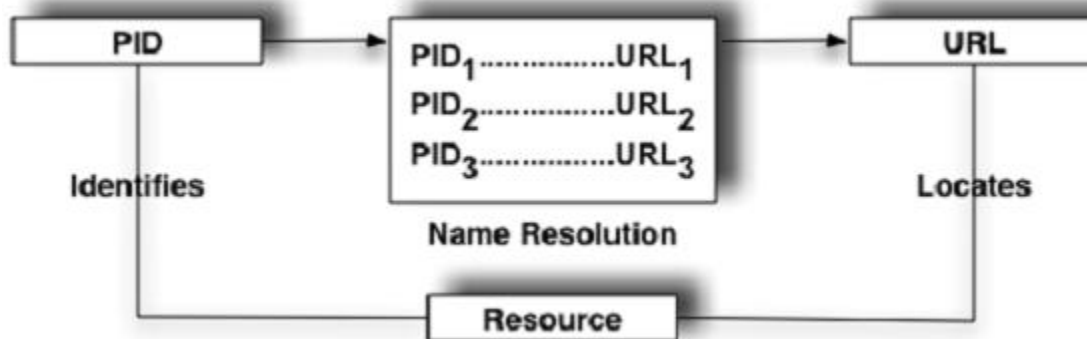 PID
PID1.................URL1
URL
PID2.................URL2
PID3.................URL3
Identifies
Locates
Name Resolution
Resource